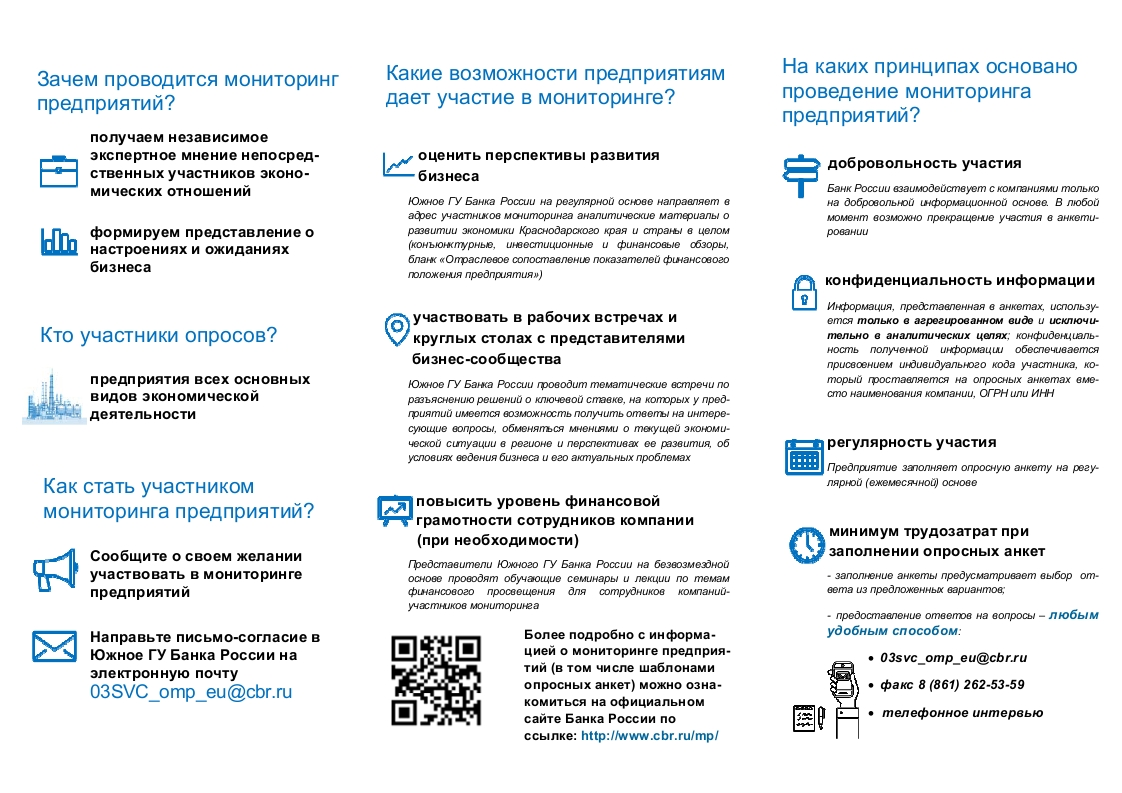 Зачем проводится мониторинг
предприятий?
получаем независимое
экспертное мнение непосред-
ственных участников эконо-
мических отношений
формируем представление о
настроениях и ожиданиях
бизнеса
Кто участники опросов?
предприятия всех основных
видов экономической
деятельности
Как стать участником
мониторинга предприятий?
Сообщите о своем желании
участвовать в мониторинге
предприятий
Направьте письмо-согласие в
Южное ГУ Банка России на
электронную почту
03SVC_omp_eu@cbr.ru
Какие возможности предприятиям
дает участие в мониторинге?
оценить перспективы развития
бизнеса
Южное ГУ Банка России на регулярной основе направляет в
адрес участников мониторинга аналитические материалы о
развитии экономики Краснодарского края и страны в целом
(конъюнктурные, инвестиционные и финансовые обзоры,
бланк «Отраслевое сопоставление показателей финансового
положения предприятия»)
участвовать в рабочих встречах и
круглых столах с представителями
бизнес-сообщества
Южное ГУ Банка России проводит тематические встречи по
разъяснению решений о ключевой ставке, на которых у пред-
приятий имеется возможность получить ответы на интере-
сующие вопросы, обменяться мнениями о текущей экономи-
ческой ситуации в регионе и перспективах ее развития, об
условиях ведения бизнеса и его актуальных проблемах
повысить уровень финансовой
грамотности сотрудников компании
(при необходимости)
Представители Южного ГУ Банка России на безвозмездной
основе проводят обучающие семинары и лекции по темам
финансового просвещения для сотрудников компаний-
участников мониторинга
Более подробно с информа-
цией о мониторинге предприя-
тий (в том числе шаблонами
опросных анкет) можно озна-
комиться на официальном
сайте Банка России по
ссылке: http://www.cbr.ru/mp/
На каких принципах основано
проведение мониторинга
предприятий?
добровольность участия
Банк России взаимодействует с компаниями только
на добровольной информационной основе. В любой
момент возможно прекращение участия в анкети-
ровании
конфиденциальность информации
Информация, представленная в анкетах, использу-
ется только в агрегированном виде и исключи-
тельно в аналитических целях; конфиденциаль-
ность полученной информации обеспечивается
присвоением индивидуального кода участника, ко-
торый проставляется на опросных анкетах вме-
сто наименования компании, ОГРН или ИНН
регулярность участия
Предприятие заполняет опросную анкету на регу-
лярной (ежемесячной) основе
минимум трудозатрат при
заполнении опросных анкет
- заполнение анкеты предусматривает выбор от-
вета из предложенных вариантов;
- предоставление ответов на вопросы – любым
удобным способом:
• 03svc_omp_eu@cbr.ru
• факс 8 (861) 262-53-59
• телефонное интервью